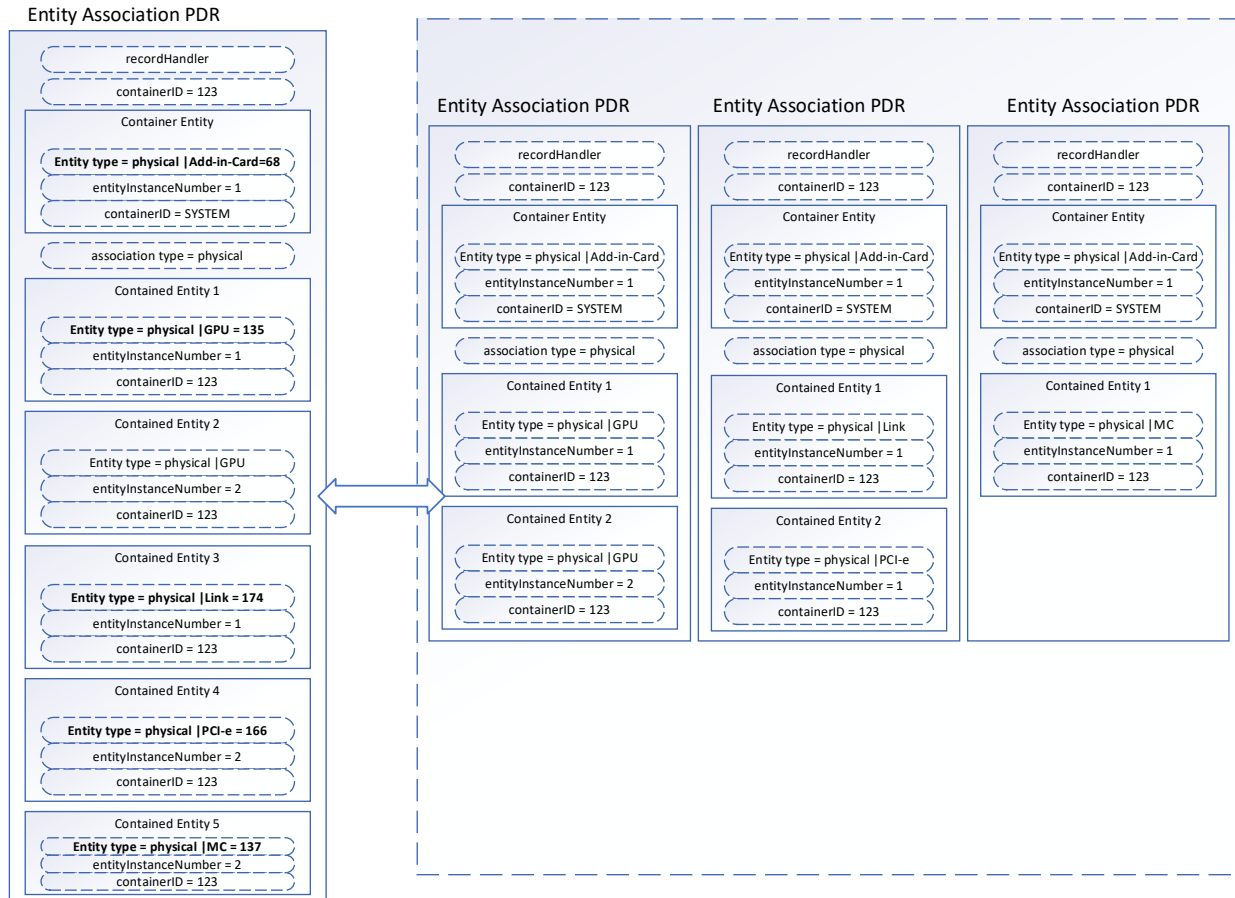 Entity Association PDR
recordHandler
containerID = 123
Container Entity
Entity type = physical |Add-in-Card=68
entityInstanceNumber = 1
containerID = SYSTEM
association type = physical
Contained Entity 1
Entity type = physical |GPU = 135
entityInstanceNumber = 1
containerID = 123
Contained Entity 2
Entity type = physical |GPU
entityInstanceNumber = 2
containerID = 123
Contained Entity 3
Entity type = physical |Link = 174
entityInstanceNumber = 1
containerID = 123
Contained Entity 4
Entity type = physical |PCI-e = 166
entityInstanceNumber = 2
containerID = 123
Contained Entity 5
Entity type = physical |MC = 137
entityInstanceNumber = 2
containerID = 123
Entity Association PDR
recordHandler
containerID = 123
Container Entity
Entity type = physical |Add-in-Card
entityInstanceNumber = 1
containerID = SYSTEM
association type = physical
Contained Entity 1
Entity type = physical |GPU
entityInstanceNumber = 1
containerID = 123
Contained Entity 2
Entity type = physical |GPU
entityInstanceNumber = 2
containerID = 123
Entity Association PDR
recordHandler
containerID = 123
Container Entity
Entity type = physical |Add-in-Card
entityInstanceNumber = 1
containerID = SYSTEM
association type = physical
Contained Entity 1
Entity type = physical |Link
entityInstanceNumber = 1
containerID = 123
Contained Entity 2
Entity type = physical |PCI-e
entityInstanceNumber = 1
containerID = 123
Entity Association PDR
recordHandler
containerID = 123
Container Entity
Entity type = physical |Add-in-Card
entityInstanceNumber = 1
containerID = SYSTEM
association type = physical
Contained Entity 1
Entity type = physical |MC
entityInstanceNumber = 1
containerID = 123